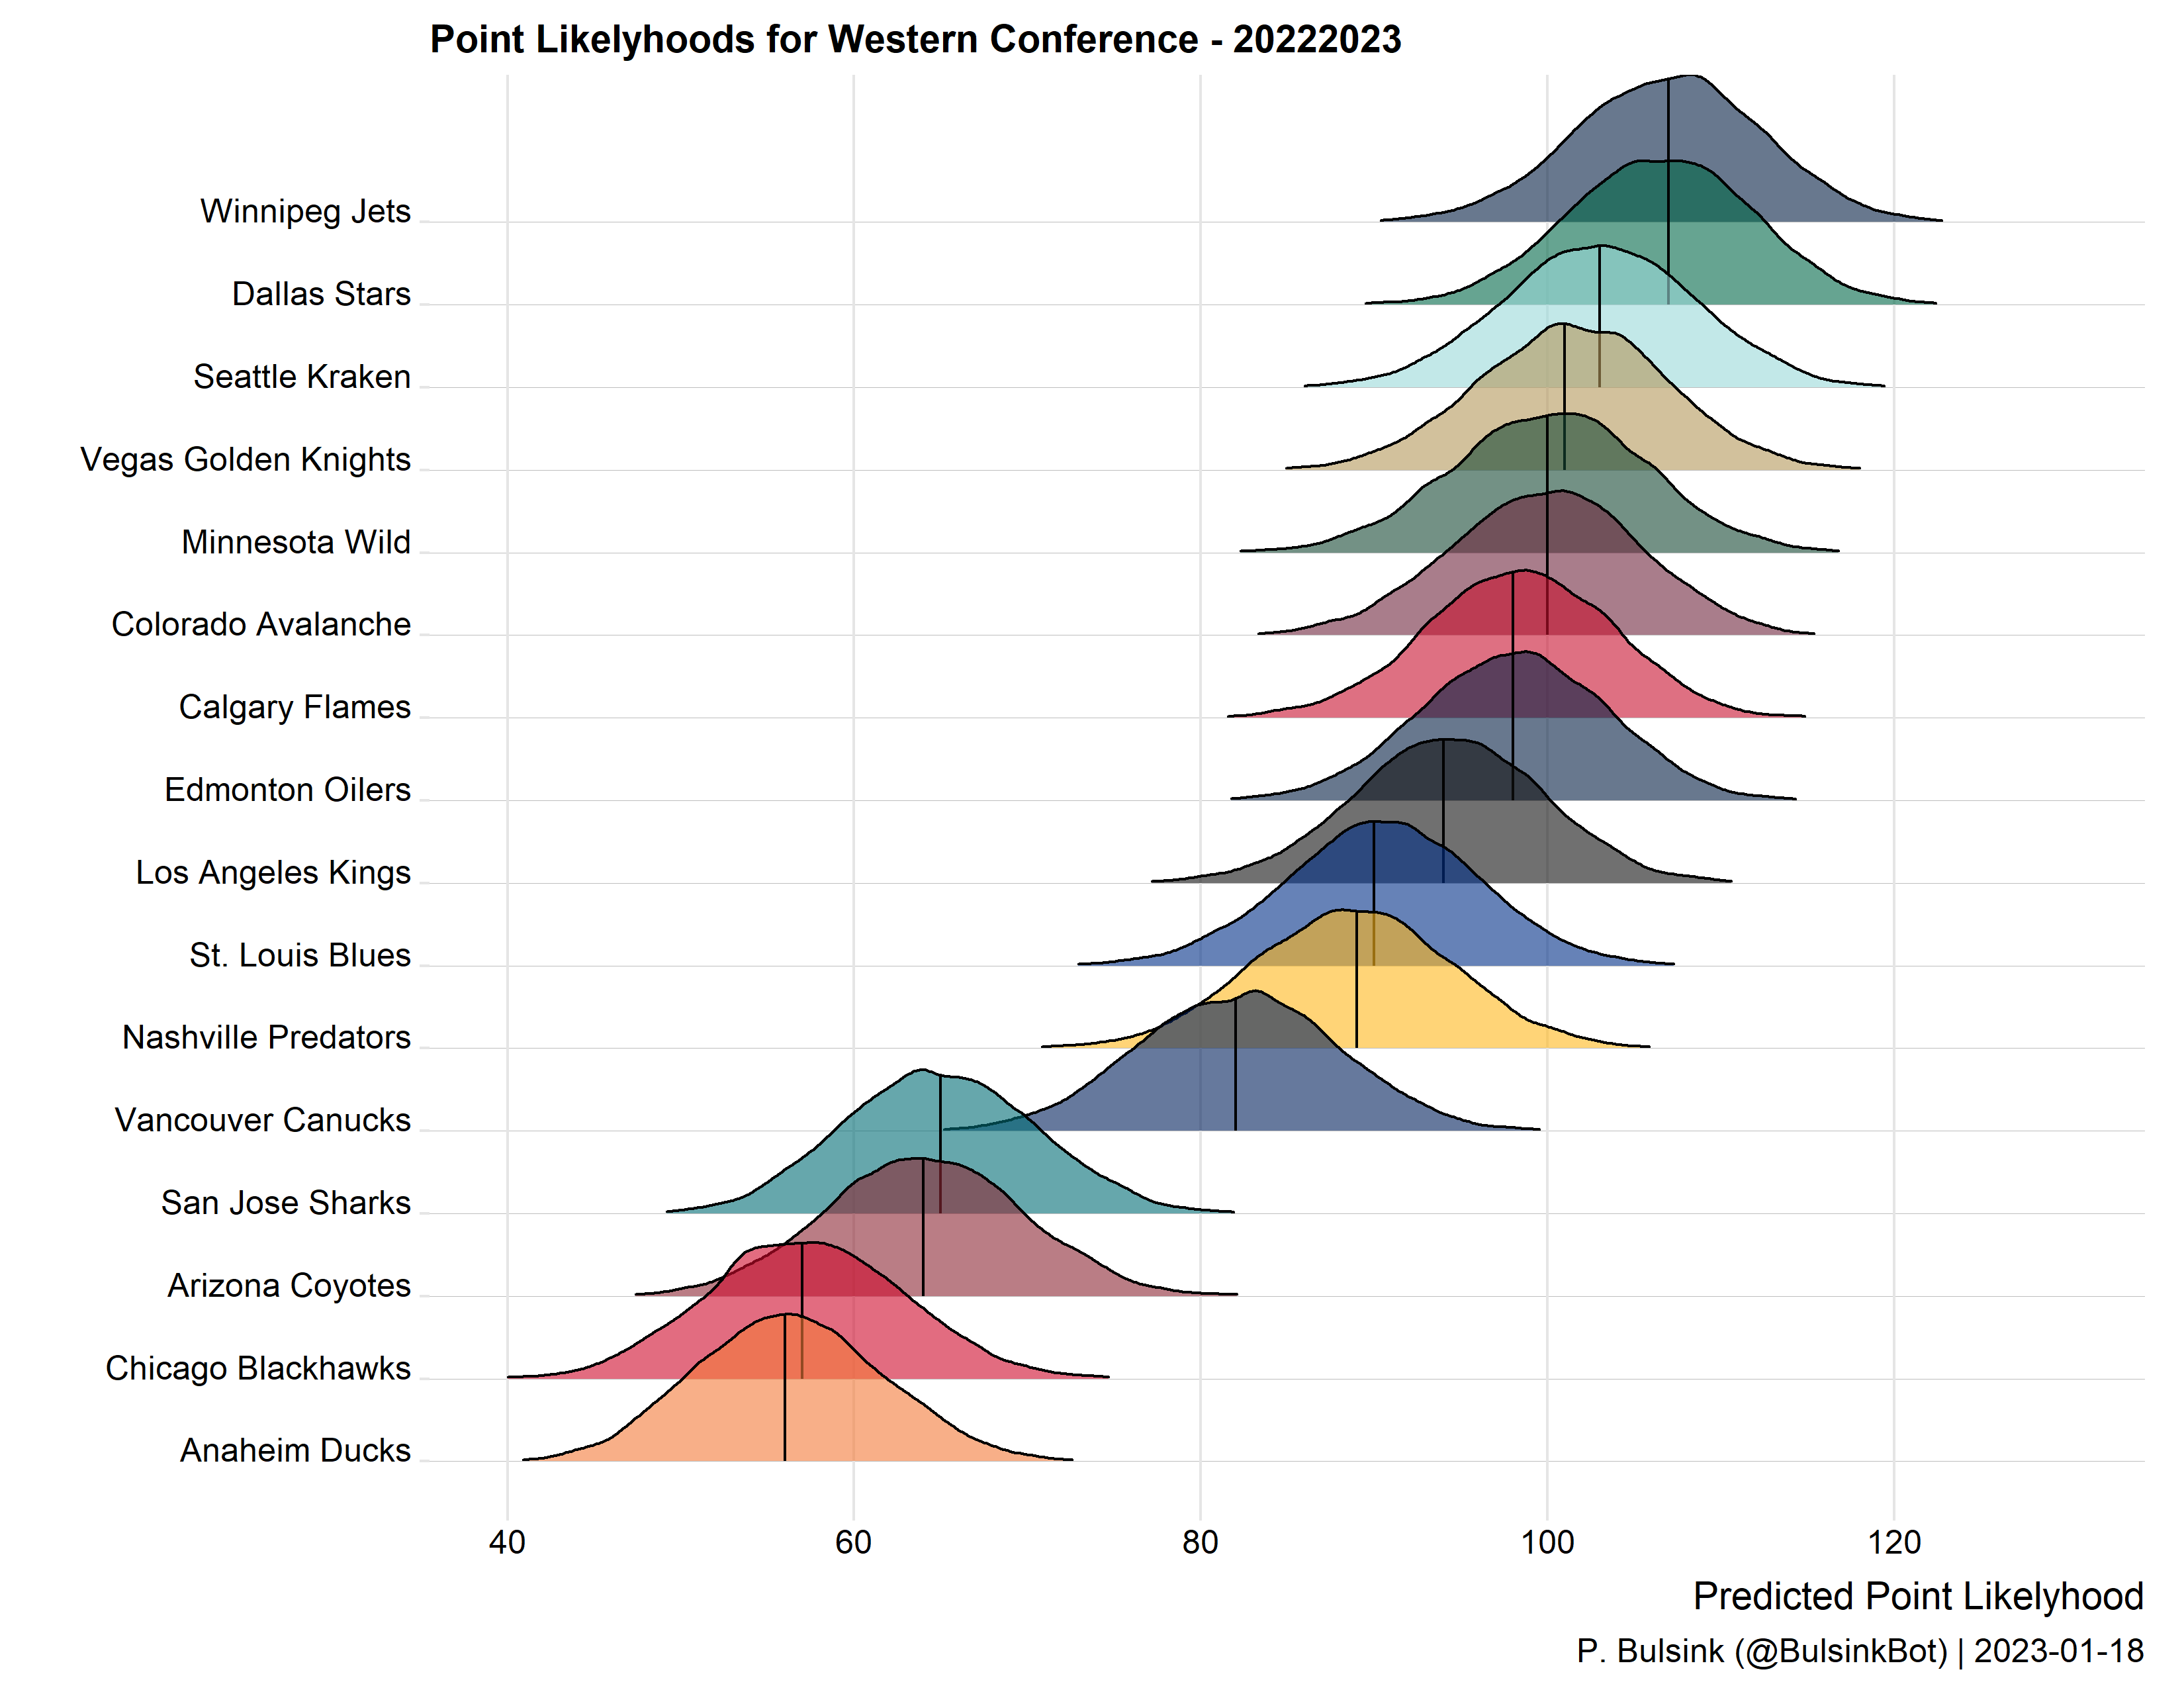 Point Likelyhoods for Western Conference - 20222023
Winnipeg Jets
Dallas Stars
Seattle Kraken
Vegas Golden Knights
Minnesota Wild
Colorado Avalanche
Calgary Flames
Edmonton Oilers
Los Angeles Kings
St. Louis Blues
Nashville Predators
Vancouver Canucks
San Jose Sharks
Arizona Coyotes
Chicago Blackhawks
Anaheim Ducks
40 60 80 100 120
Predicted Point Likelyhood
P. Bulsink (@BulsinkBot) | 2023-01-18